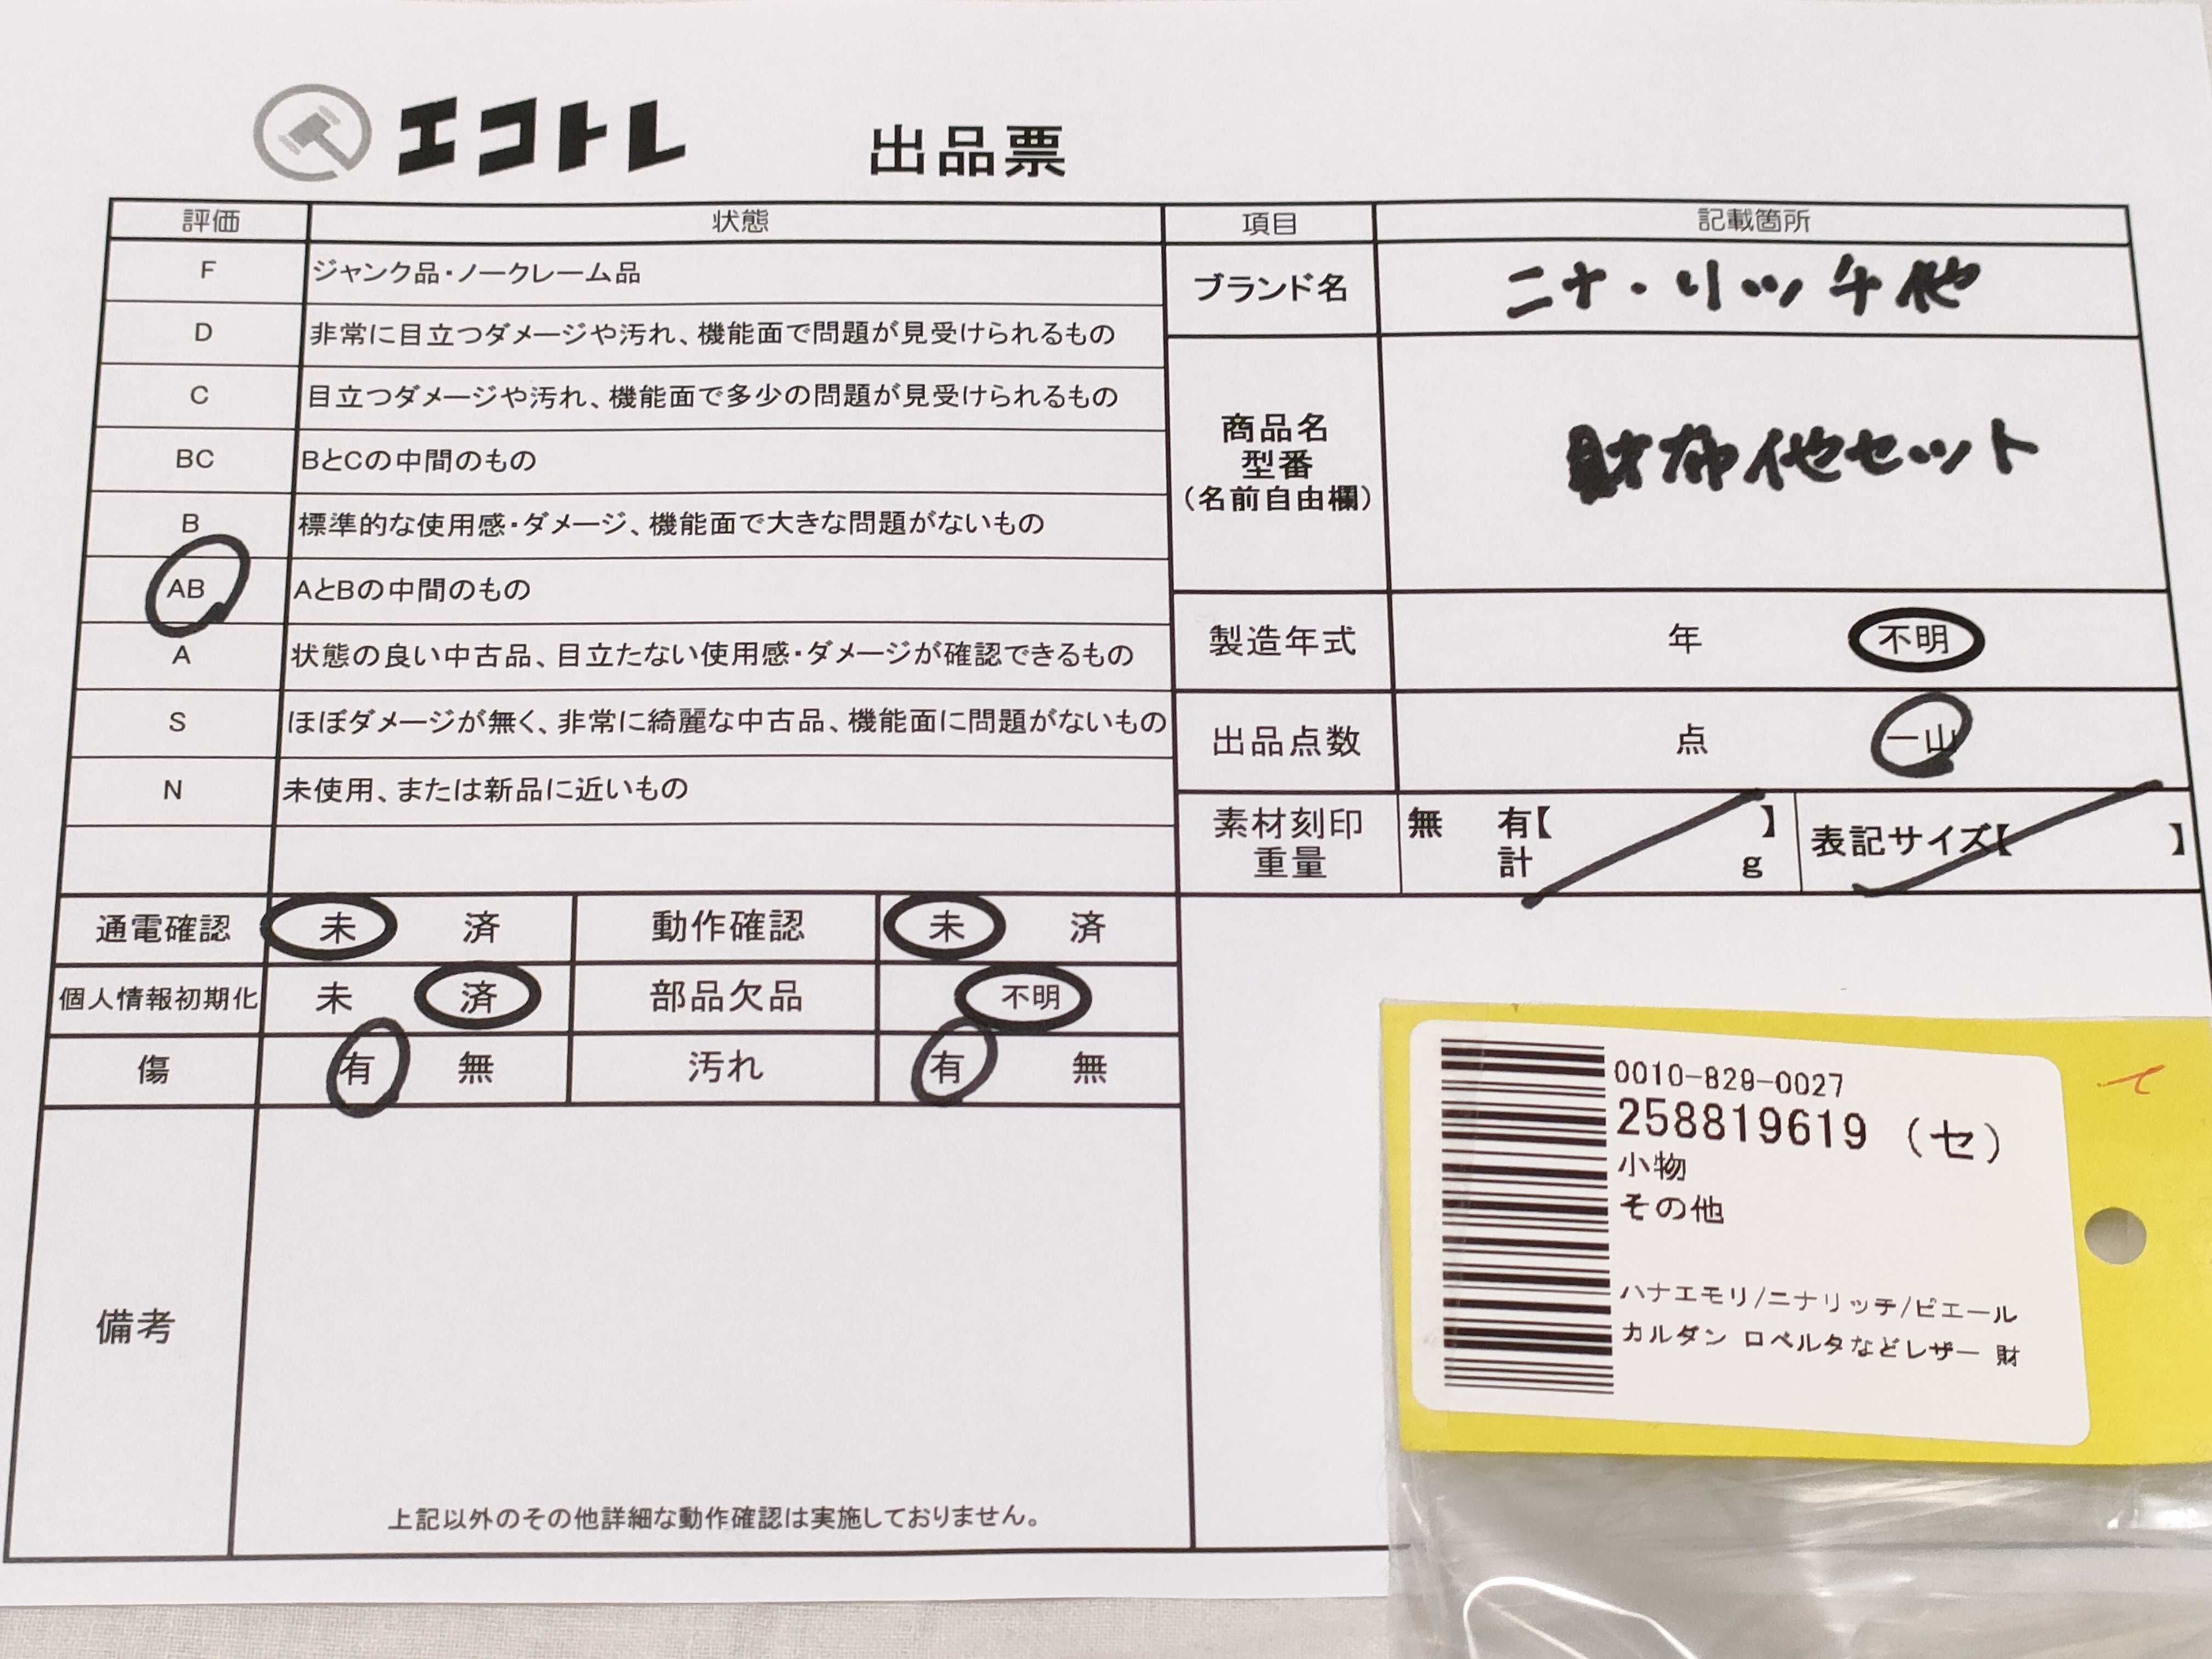 エコトレ 出品票
評価 状態 項目 記載箇所
F ジャンク品・ノークレーム品
D 非常に目立つダメージや汚れ、機能面で問題が見受けられるもの
C 目立つダメージや汚れ、機能面で多少の問題が見受けられるもの
BC BとCの中間のもの
B 標準的な使用感・ダメージ、機能面で大きな問題がないもの
AB AとBの中間のもの
A 状態の良い中古品、目立たない使用感・ダメージが確認できるもの
S ほぼダメージが無く、非常に綺麗な中古品、機能面に問題がないもの
N 未使用、または新品に近いもの
ブランド名 ニナ・リッチ他
商品名
型番
(名前自由欄)
財布他セット
製造年式 年 不明
出品点数 点 一山
素材刻印 無 有【 】
重量 計 g
表記サイズ【 】
通電確認 未 済 動作確認 未 済
個人情報初期化 未 済 部品欠品 不明
傷 有 無 汚れ 有 無
備考
上記以外のその他詳細な動作確認は実施しておりません。
0010-829-0027
258819619 (セ)
小物
その他
ハナエモリ/ニナリッチ/ピエール
カルダン ロベルタなどレザー 財